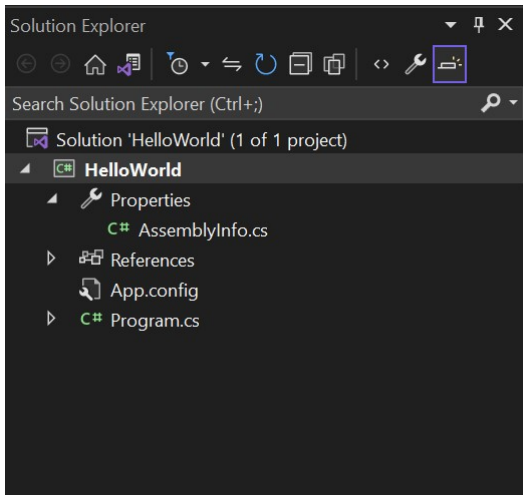 Solution Explorer
Search Solution Explorer (Ctrl+;)
Solution 'HelloWorld' (1 of 1 project)
C# HelloWorld
Properties
C# AssemblyInfo.cs
References
App.config
C# Program.cs